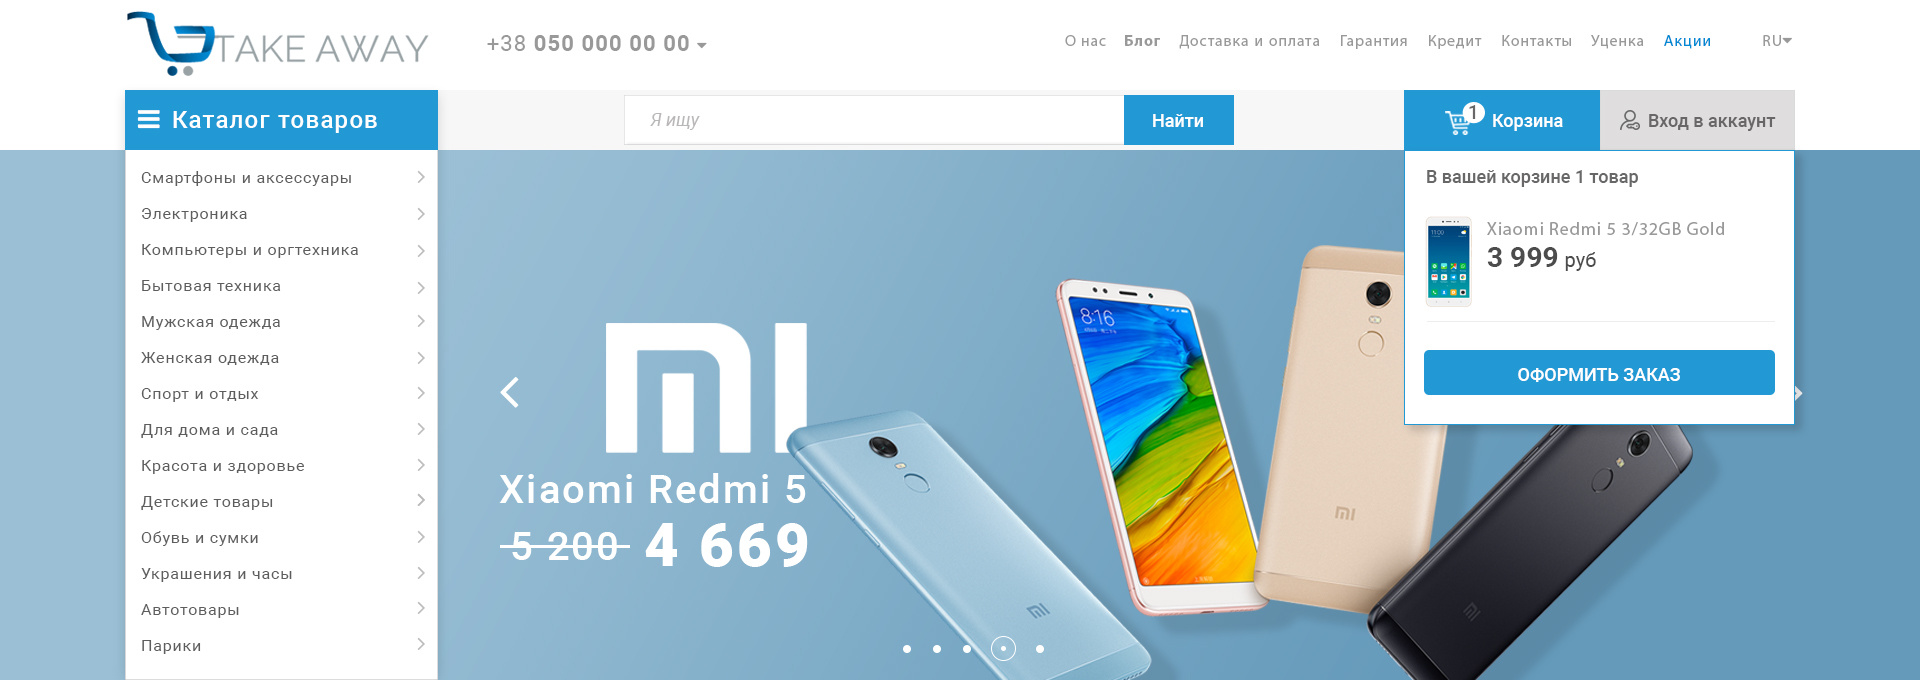 TAKE AWAY
+38 050 000 00 00
О нас Блог Доставка и оплата Гарантия Кредит Контакты Уценка Акции RU
Каталог товаров
Я ищу
Найти
1 Корзина
Вход в аккаунт
Смартфоны и аксессуары
Электроника
Компьютеры и оргтехника
Бытовая техника
Мужская одежда
Женская одежда
Спорт и отдых
Для дома и сада
Красота и здоровье
Детские товары
Обувь и сумки
Украшения и часы
Автотовары
Парики
Xiaomi Redmi 5
5 200 4 669
8:16
В вашей корзине 1 товар
Xiaomi Redmi 5 3/32GB Gold
3 999 руб
ОФОРМИТЬ ЗАКАЗ